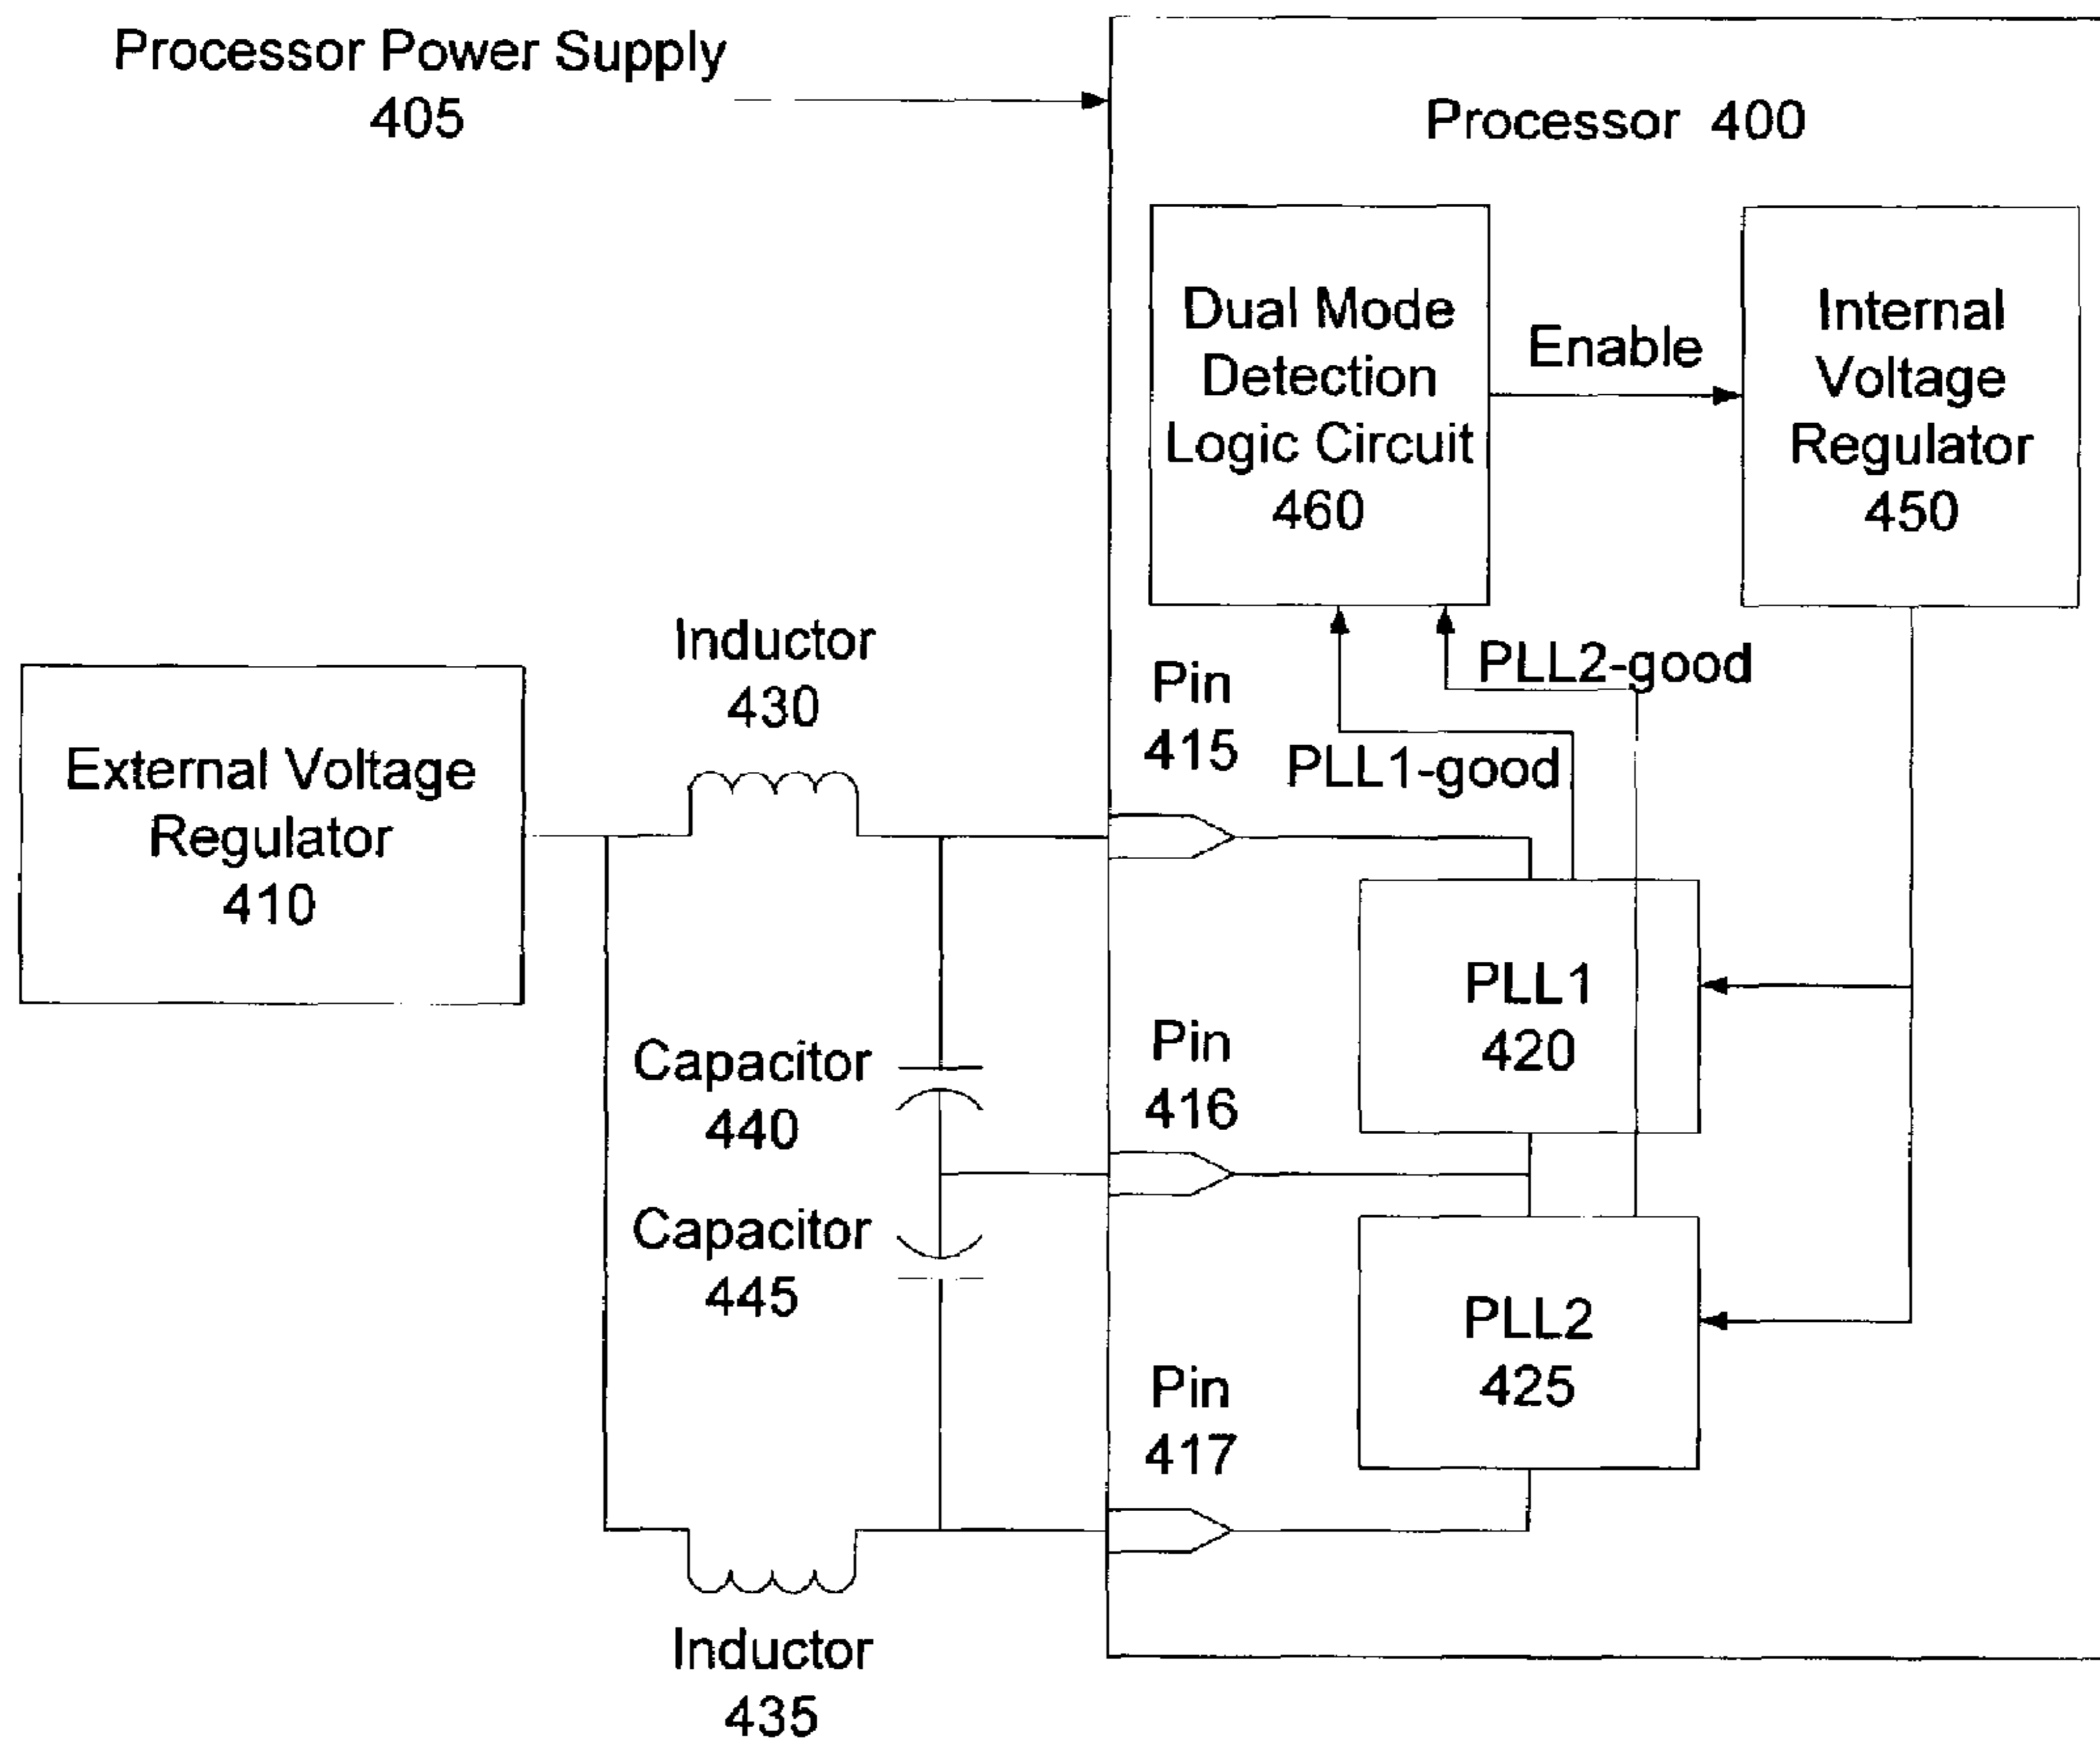 Processor Power Supply
405
Processor 400
Dual Mode
Detection
Logic Circuit
460
Enable
Internal
Voltage
Regulator
450
External Voltage
Regulator
410
Inductor
430
Pin
415
PLL2-good
PLL1-good
Capacitor
440
Pin
416
PLL1
420
Capacitor
445
Pin
417
PLL2
425
Inductor
435